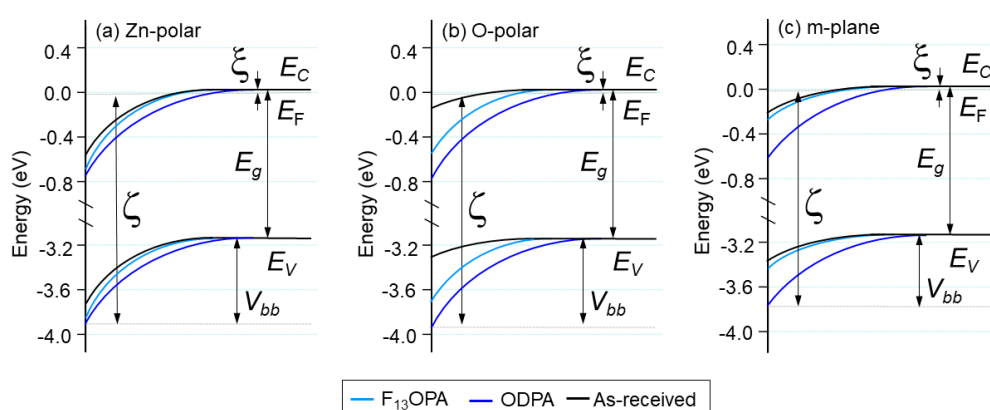 (a) Zn-polar
0.4
0.0
-0.4
-0.8
-3.2
-3.6
-4.0
Energy (eV)
ξ
E_C
E_F
E_g
ζ
E_V
V_bb
(b) O-polar
0.4
0.0
-0.4
-0.8
-3.2
-3.6
-4.0
Energy (eV)
ξ
E_C
E_F
E_g
ζ
E_V
V_bb
(c) m-plane
0.4
0.0
-0.4
-0.8
-3.2
-3.6
-4.0
Energy (eV)
ξ
E_C
E_F
E_g
ζ
E_V
V_bb
F₁₃OPA ODPA As-received